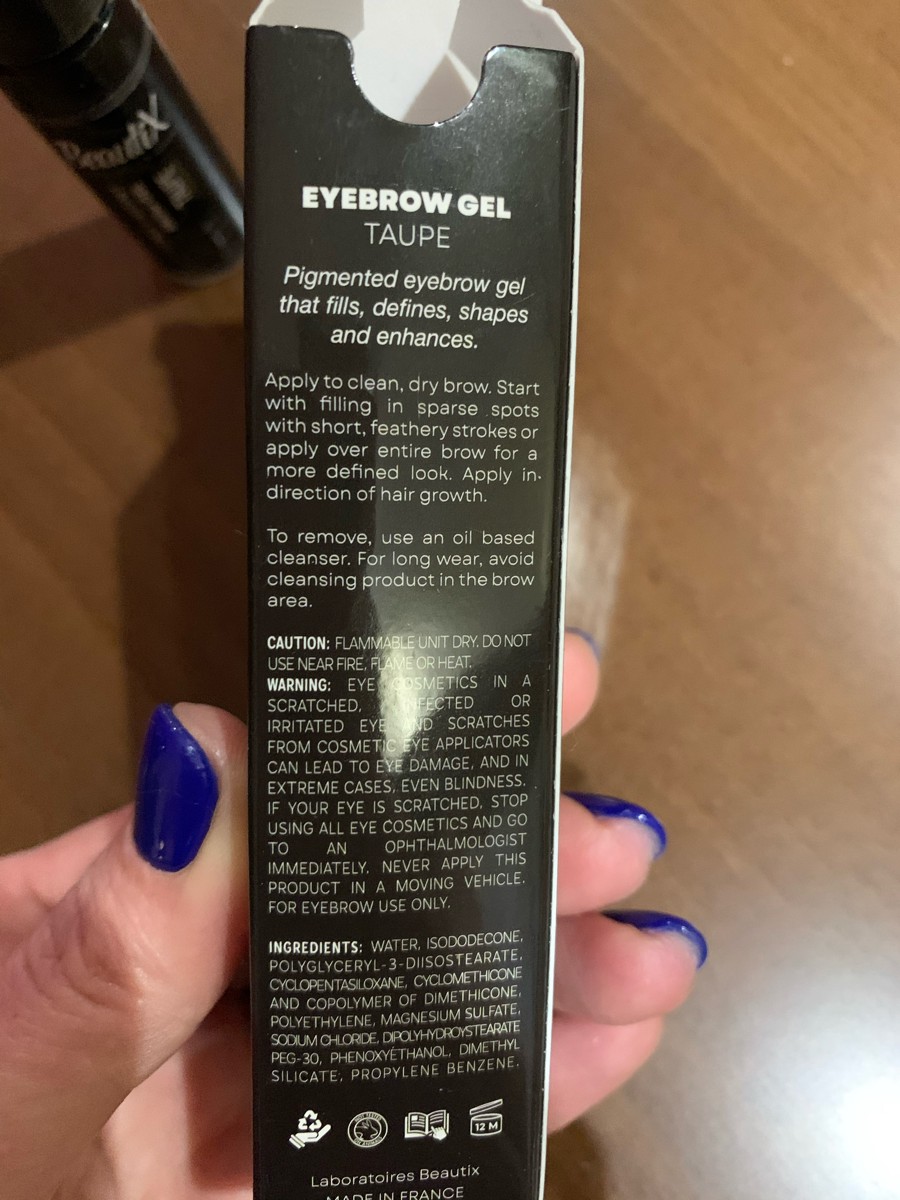 Beautix
EYEBROW GEL
TAUPE
Pigmented eyebrow gel
that fills, defines, shapes
and enhances.
Apply to clean, dry brow. Start
with filling in sparse spots
with short, feathery strokes or
apply over entire brow for a
more defined look. Apply in
direction of hair growth.
To remove, use an oil based
cleanser. For long wear, avoid
cleansing product in the brow
area.
CAUTION: FLAMMABLE UNIT DRY. DO NOT
USE NEAR FIRE, FLAME OR HEAT.
WARNING: EYE COSMETICS IN A
SCRATCHED, INFECTED OR
IRRITATED EYE AND SCRATCHES
FROM COSMETIC EYE APPLICATORS
CAN LEAD TO EYE DAMAGE, AND IN
EXTREME CASES, EVEN BLINDNESS.
IF YOUR EYE IS SCRATCHED, STOP
USING ALL EYE COSMETICS AND GO
TO AN OPHTHALMOLOGIST
IMMEDIATELY. NEVER APPLY THIS
PRODUCT IN A MOVING VEHICLE.
FOR EYEBROW USE ONLY.
INGREDIENTS: WATER, ISODODECONE,
POLYGLYCERYL-3-DIISOSTEARATE,
CYCLOPENTASILOXANE, CYCLOMETHICONE
AND COPOLYMER OF DIMETHICONE,
POLYETHYLENE, MAGNESIUM SULFATE,
SODIUM CHLORIDE, DIPOLYHYDROYSTEARATE
PEG-30, PHENOXYÉTHANOL, DIMETHYL
SILICATE, PROPYLENE BENZENE.
12 M
Laboratoires Beautix
MADE IN FRANCE